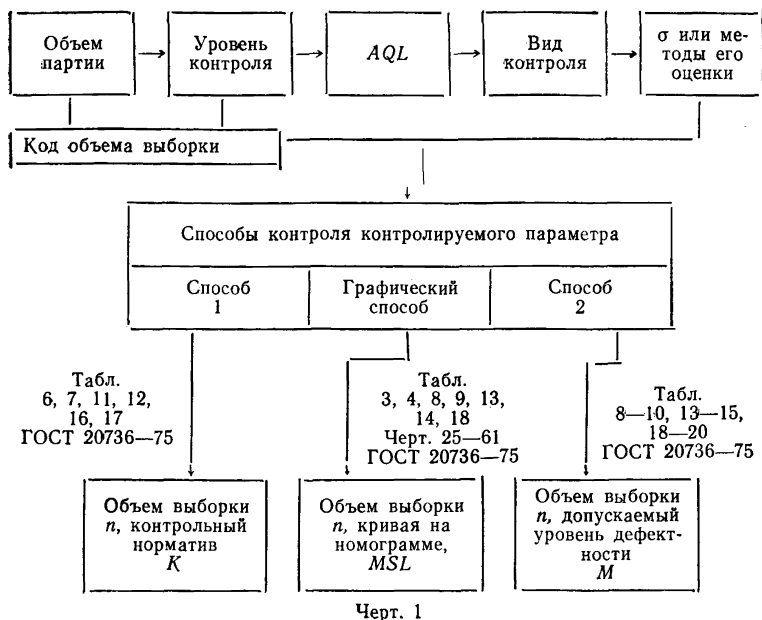 Объем
партии
Уровень
контроля
AQL
Вид
контроля
σ или ме-
тоды его
оценки
Код объема выборки
Способы контроля контролируемого параметра
Способ
1
Графический
способ
Способ
2
Табл.
6, 7, 11, 12,
16, 17
ГОСТ 20736—75
Табл.
3, 4, 8, 9, 13,
14, 18
Черт. 25—61
ГОСТ 20736—75
Табл.
8—10, 13—15,
18—20
ГОСТ 20736—75
Объем выборки
n, контрольный
норматив
K
Объем выборки
n, кривая на
номограмме,
MSL
Объем выборки
n, допускаемый
уровень дефект-
ности
M
Черт. 1